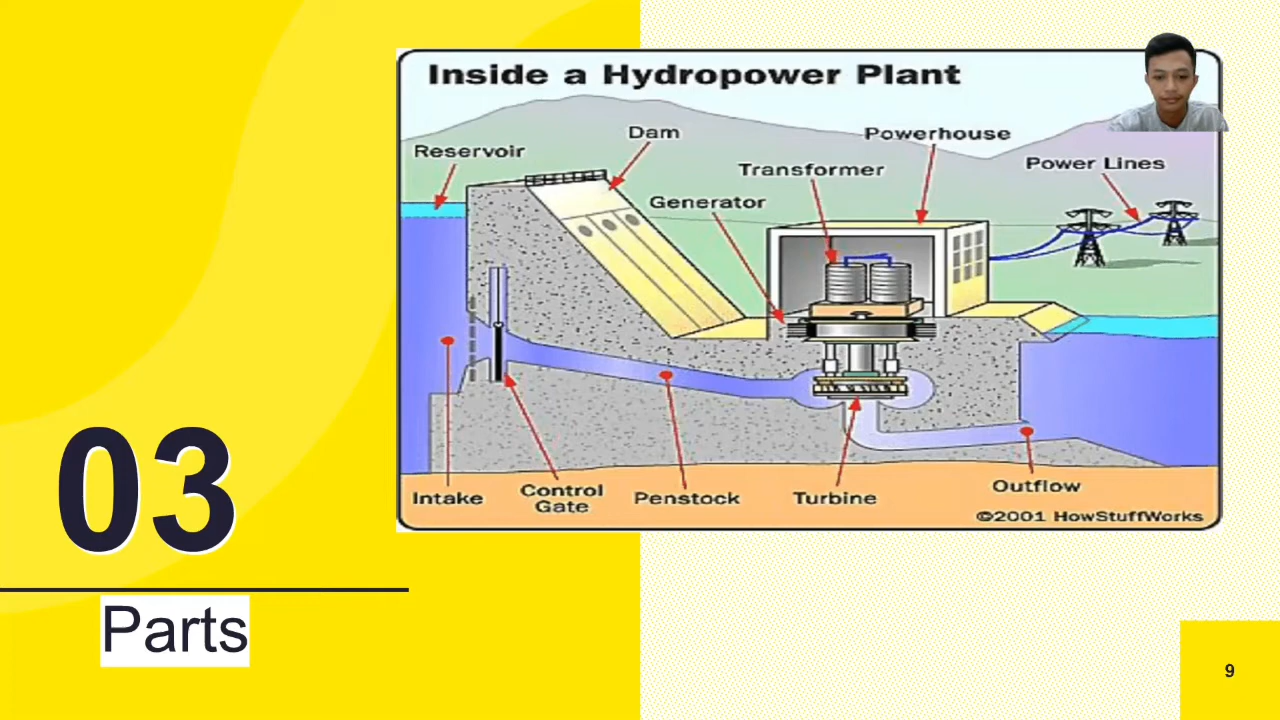 Inside a Hydropower Plant
Dam
Powerhouse
Reservoir
Transformer
Power Lines
Generator
Intake
Control
Gate
Penstock
Turbine
Outflow
©2001 HowStuffWorks
03
Parts
9